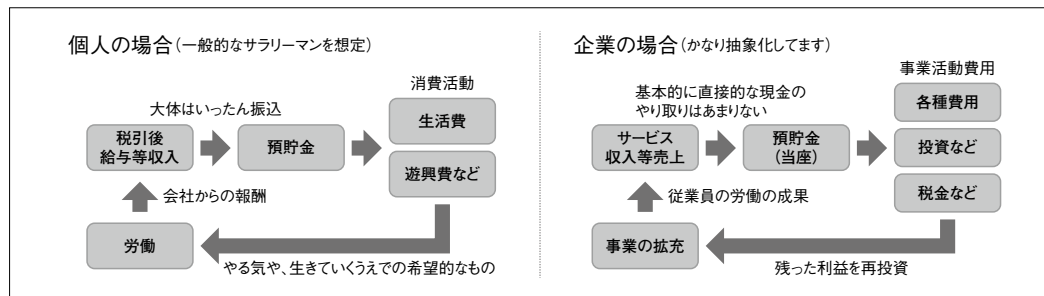 個人の場合(一般的なサラリーマンを想定)
消費活動
大体はいったん振込
税引後
給与等収入
預貯金
生活費
遊興費など
会社からの報酬
労働
やる気や、生きていくうえでの希望的なもの
企業の場合(かなり抽象化してます)
事業活動費用
基本的に直接的な現金の
やり取りはあまりない
サービス
収入等売上
預貯金
(当座)
各種費用
投資など
税金など
従業員の労働の成果
事業の拡充
残った利益を再投資